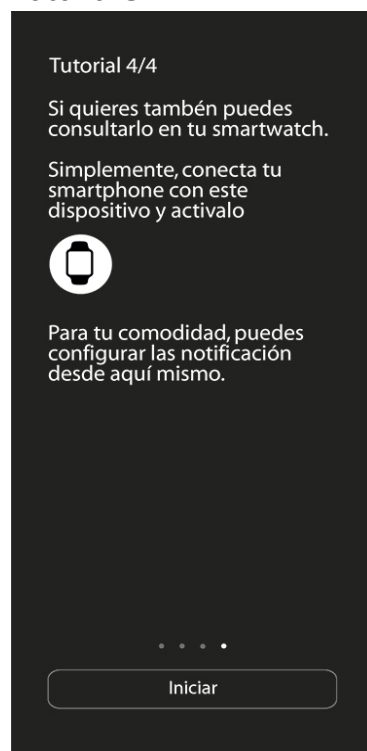 Tutorial 4/4
Si quieres tambén puedes
consultarlo en tu smartwatch.
Simplemente, conecta tu
smartphone con este
dispositivo y activalo
Para tu comodidad, puedes
configurar las notificación
desde aquí mismo.
Iniciar